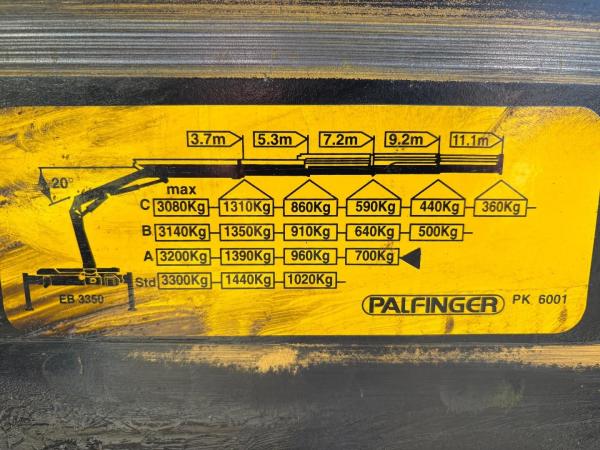 3.7m 5.3m 7.2m 9.2m 11.1m
20°
max
C 3080Kg 1310Kg 860Kg 590Kg 440Kg 360Kg
B 3140Kg 1350Kg 910Kg 640Kg 500Kg
A 3200Kg 1390Kg 960Kg 700Kg
Std 3300Kg 1440Kg 1020Kg
EB 3350
PALFINGER PK 6001